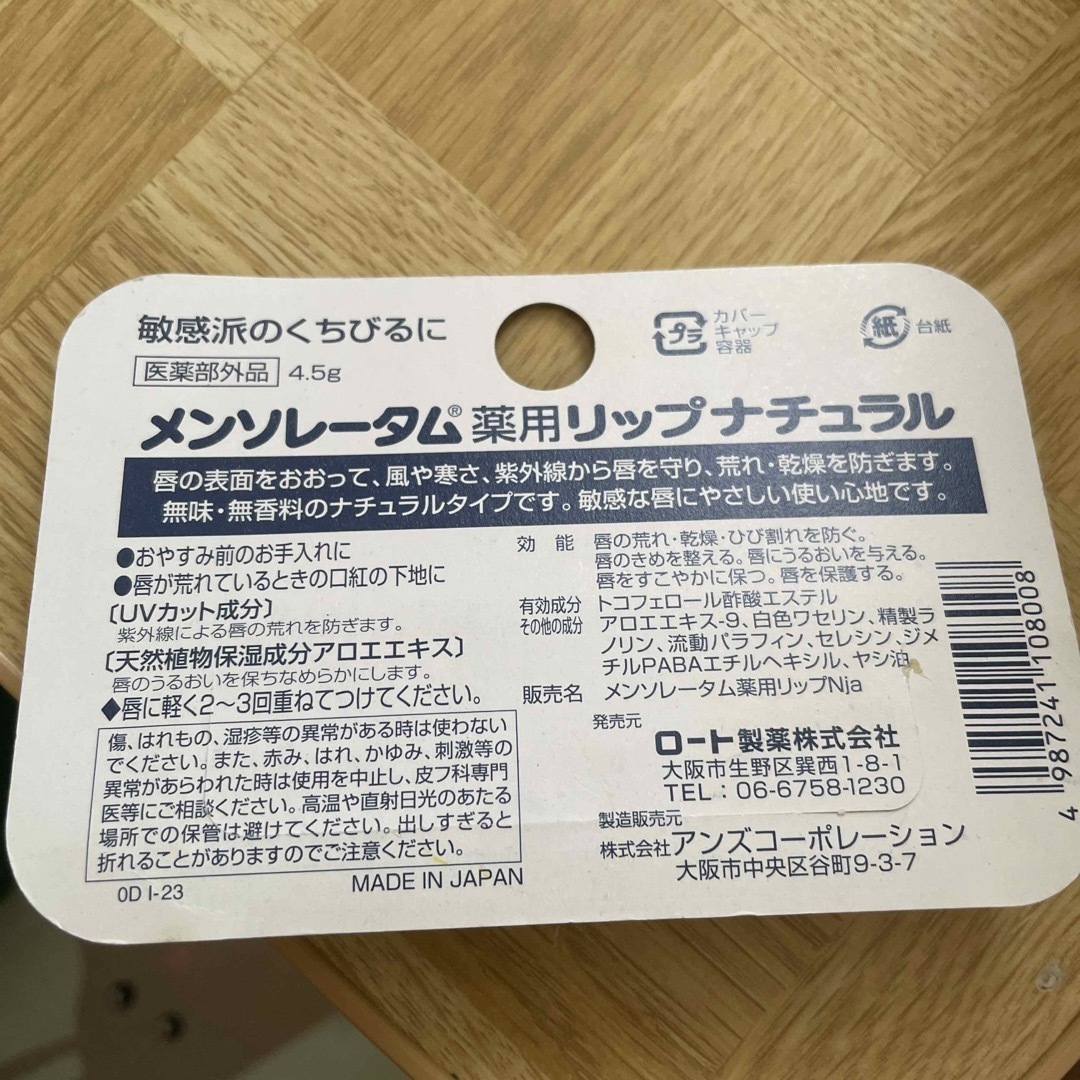 敏感派のくちびるに
医薬部外品 4.5g
プラ
カバー
キャップ
容器
紙 台紙
メンソレータム®薬用リップナチュラル
唇の表面をおおって、風や寒さ、紫外線から唇を守り、荒れ・乾燥を防ぎます。
無味・無香料のナチュラルタイプです。敏感な唇にやさしい使い心地です。
●おやすみ前のお手入れに
●唇が荒れているときの口紅の下地に
〔UVカット成分〕
紫外線による唇の荒れを防ぎます。
〔天然植物保湿成分アロエエキス〕
唇のうるおいを保ちなめらかにします。
◆唇に軽く2〜3回重ねてつけてください。
傷、はれもの、湿疹等の異常がある時は使わない
でください。また、赤み、はれ、かゆみ、刺激等の
異常があらわれた時は使用を中止し、皮フ科専門
医等にご相談ください。高温や直射日光のあたる
場所での保管は避けてください。出しすぎると
折れることがありますのでご注意ください。
0D I-23
MADE IN JAPAN
効能 唇の荒れ・乾燥・ひび割れを防ぐ。
唇のきめを整える。唇にうるおいを与える。
唇をすこやかに保つ。唇を保護する。
有効成分 トコフェロール酢酸エステル
その他の成分 アロエエキス-9、白色ワセリン、精製ラ
ノリン、流動パラフィン、セレシン、ジメ
チルPABAエチルヘキシル、ヤシ油
販売名 メンソレータム薬用リップNja
発売元
ロート製薬株式会社
大阪市生野区巽西1-8-1
TEL：06-6758-1230
製造販売元
株式会社アンズコーポレーション
大阪市中央区谷町9-3-7
4 987241 108008